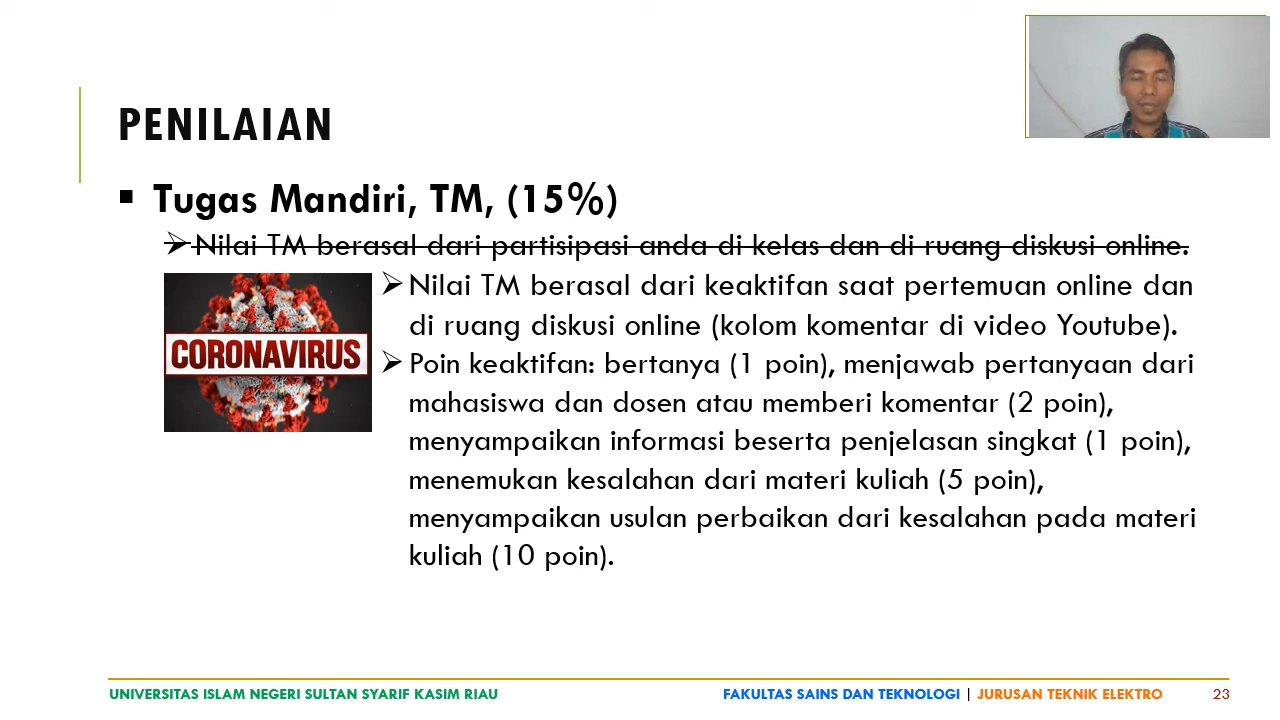 PENILAIAN
▪ Tugas Mandiri, TM, (15%)
➢ Nilai TM berasal dari partisipasi anda di kelas dan di ruang diskusi online.
CORONAVIRUS
➢ Nilai TM berasal dari keaktifan saat pertemuan online dan
di ruang diskusi online (kolom komentar di video Youtube).
➢ Poin keaktifan: bertanya (1 poin), menjawab pertanyaan dari
mahasiswa dan dosen atau memberi komentar (2 poin),
menyampaikan informasi beserta penjelasan singkat (1 poin),
menemukan kesalahan dari materi kuliah (5 poin),
menyampaikan usulan perbaikan dari kesalahan pada materi
kuliah (10 poin).
UNIVERSITAS ISLAM NEGERI SULTAN SYARIF KASIM RIAU FAKULTAS SAINS DAN TEKNOLOGI | JURUSAN TEKNIK ELEKTRO 23